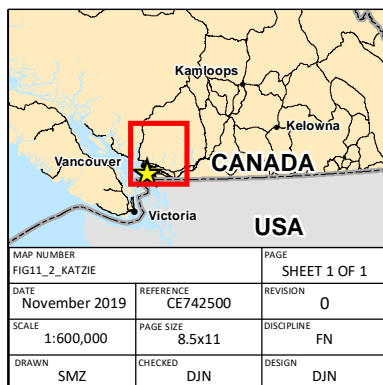 Kamloops
Kelowna
Vancouver
CANADA
Victoria
USA
MAP NUMBER
FIG11_2_KATZIE
PAGE
SHEET 1 OF 1
DATE
November 2019
REFERENCE
CE742500
REVISION
0
SCALE
1:600,000
PAGE SIZE
8.5x11
DISCIPLINE
FN
DRAWN
SMZ
CHECKED
DJN
DESIGN
DJN